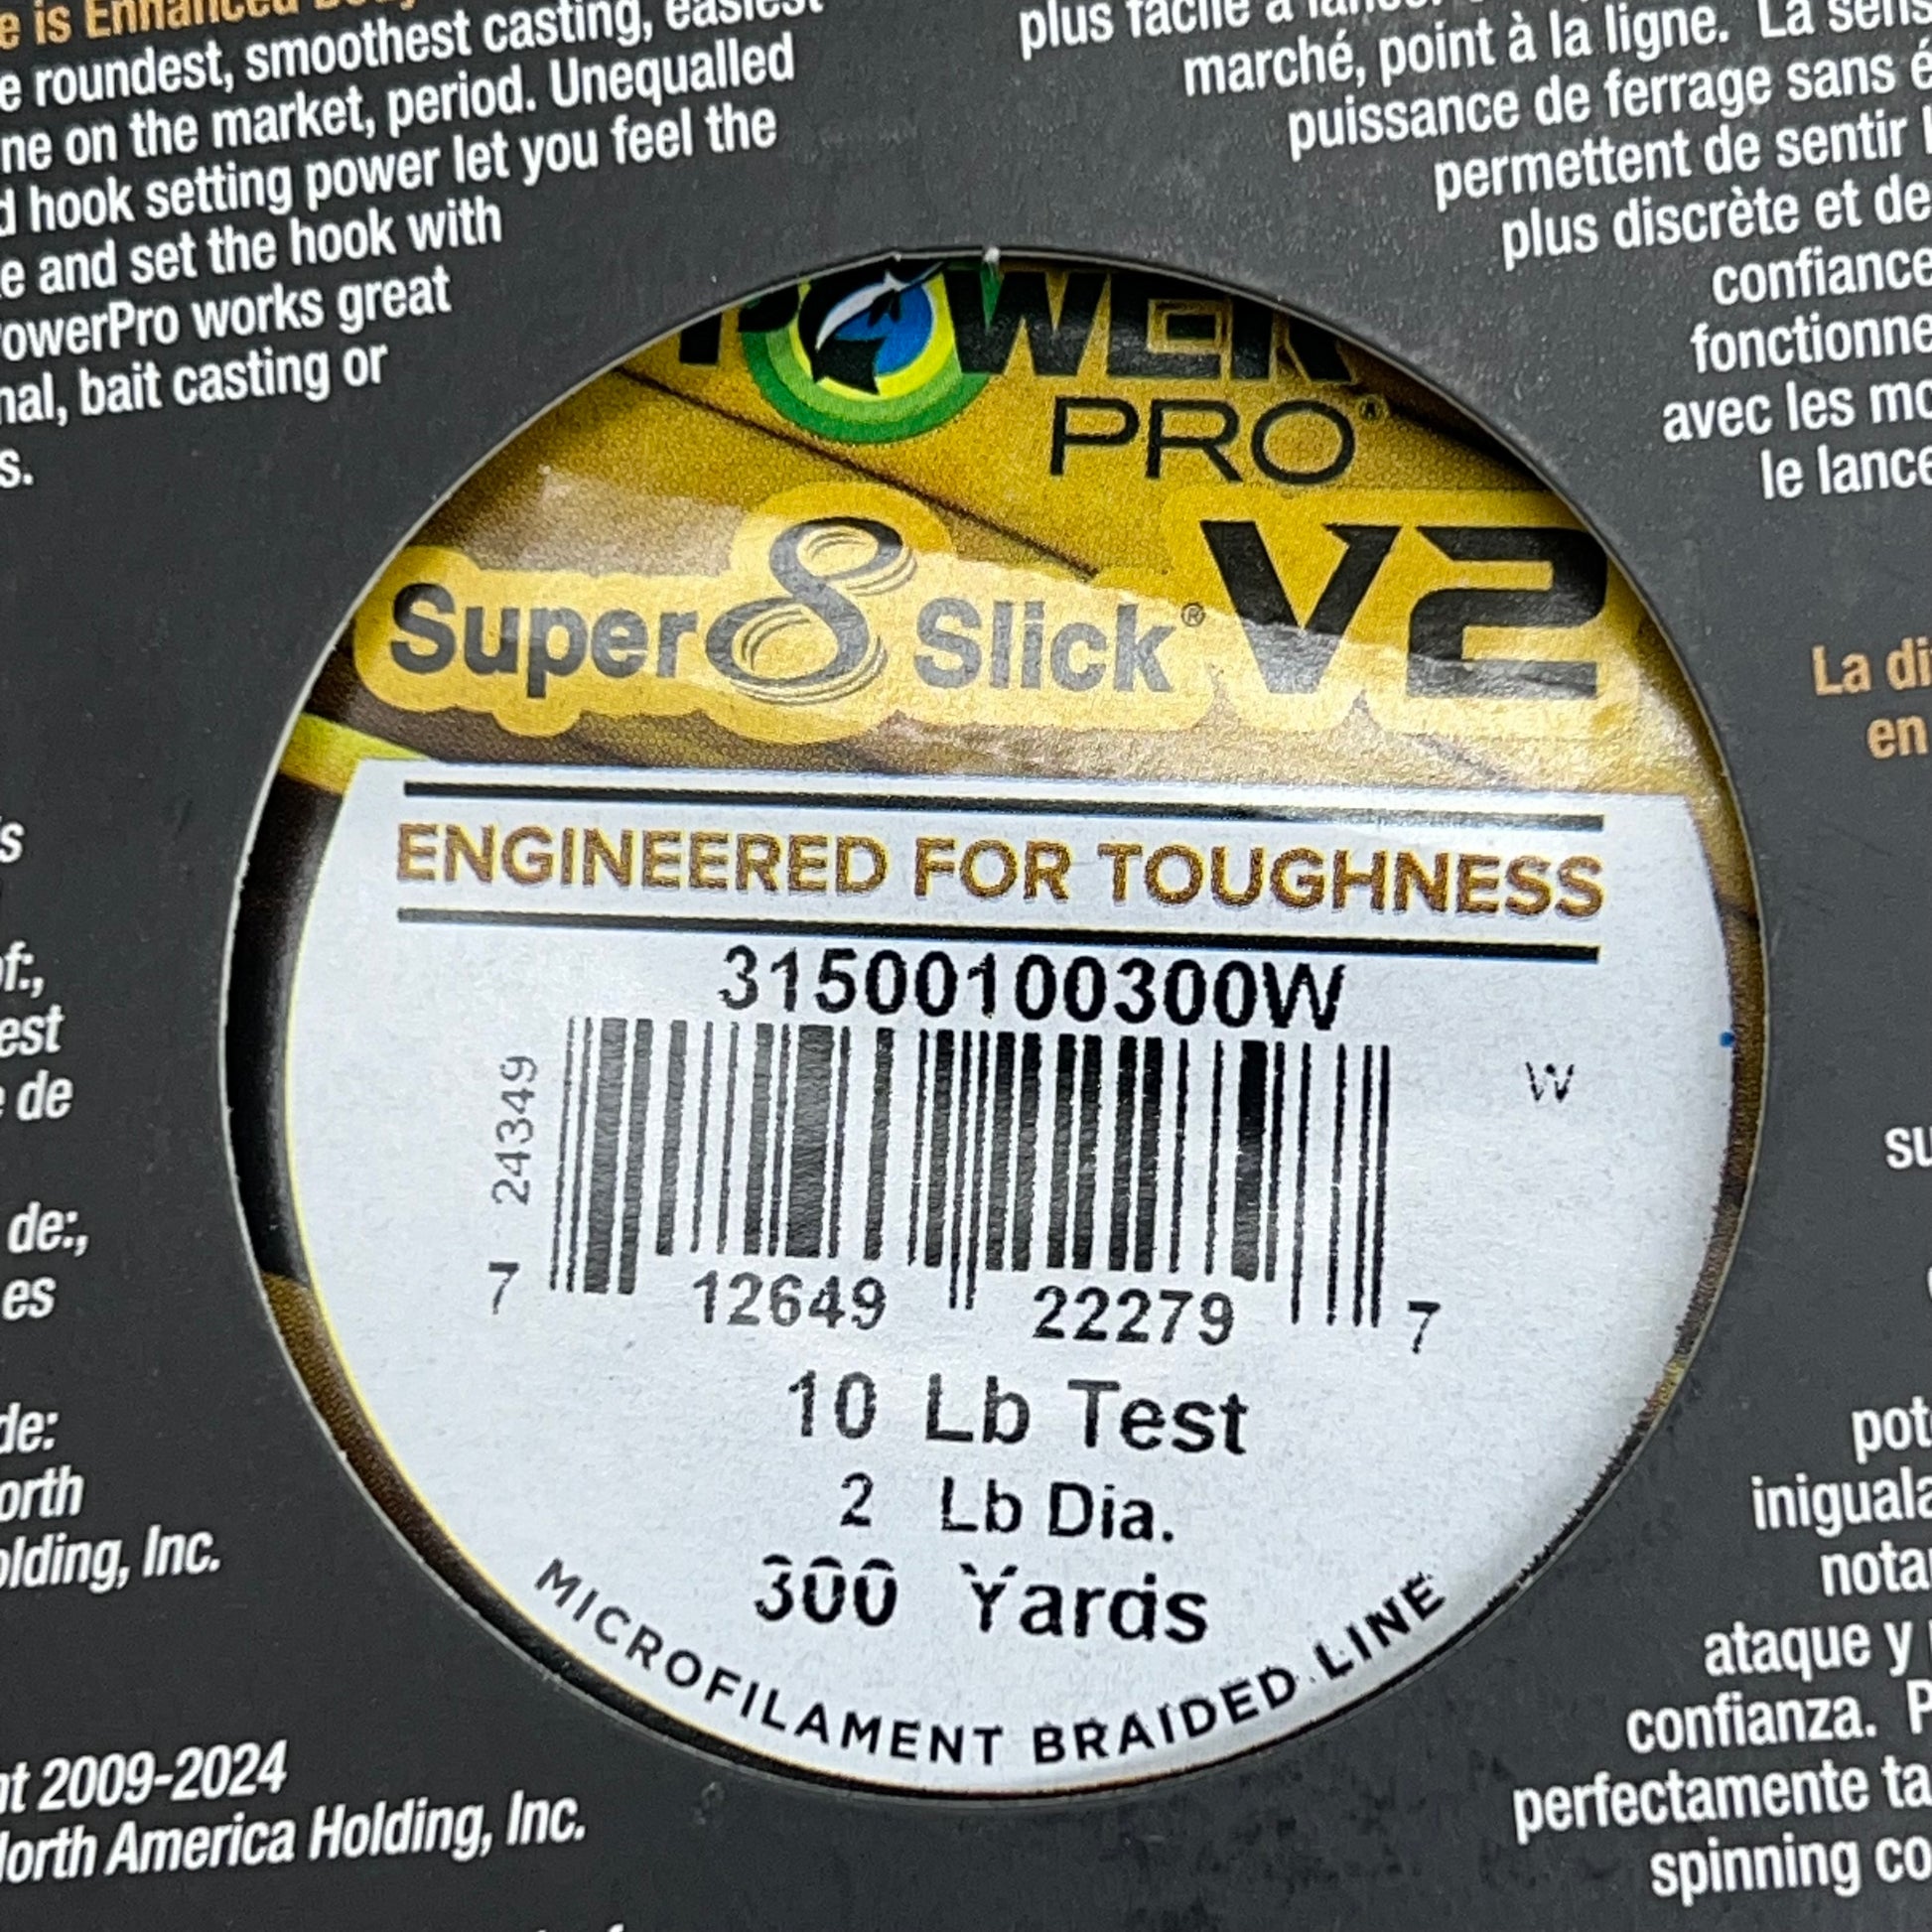 e is Enhanced
e roundest, smoothest casting, easiest
ne on the market, period. Unequalled
d hook setting power let you feel the
e and set the hook with
owerPro works great
nal, bait casting or
s.
plus facile à
marché, point à la ligne. La sens
puissance de ferrage sans é
permettent de sentir
plus discrète et de
confiance
fonctionne
avec les mo
le lance
La di
en
POWER
PRO®
Super 8 Slick® V2
ENGINEERED FOR TOUGHNESS
31500100300W
24349
W
7 12649 22279 7
10 Lb Test
2 Lb Dia.
300 Yards
MICROFILAMENT BRAIDED LINE
s
of:,
est
de
de:,
es
de:
orth
olding, Inc.
nt 2009-2024
North America Holding, Inc.
su
pot
iniguala
nota
ataque y
confianza. P
perfectamente ta
spinning co